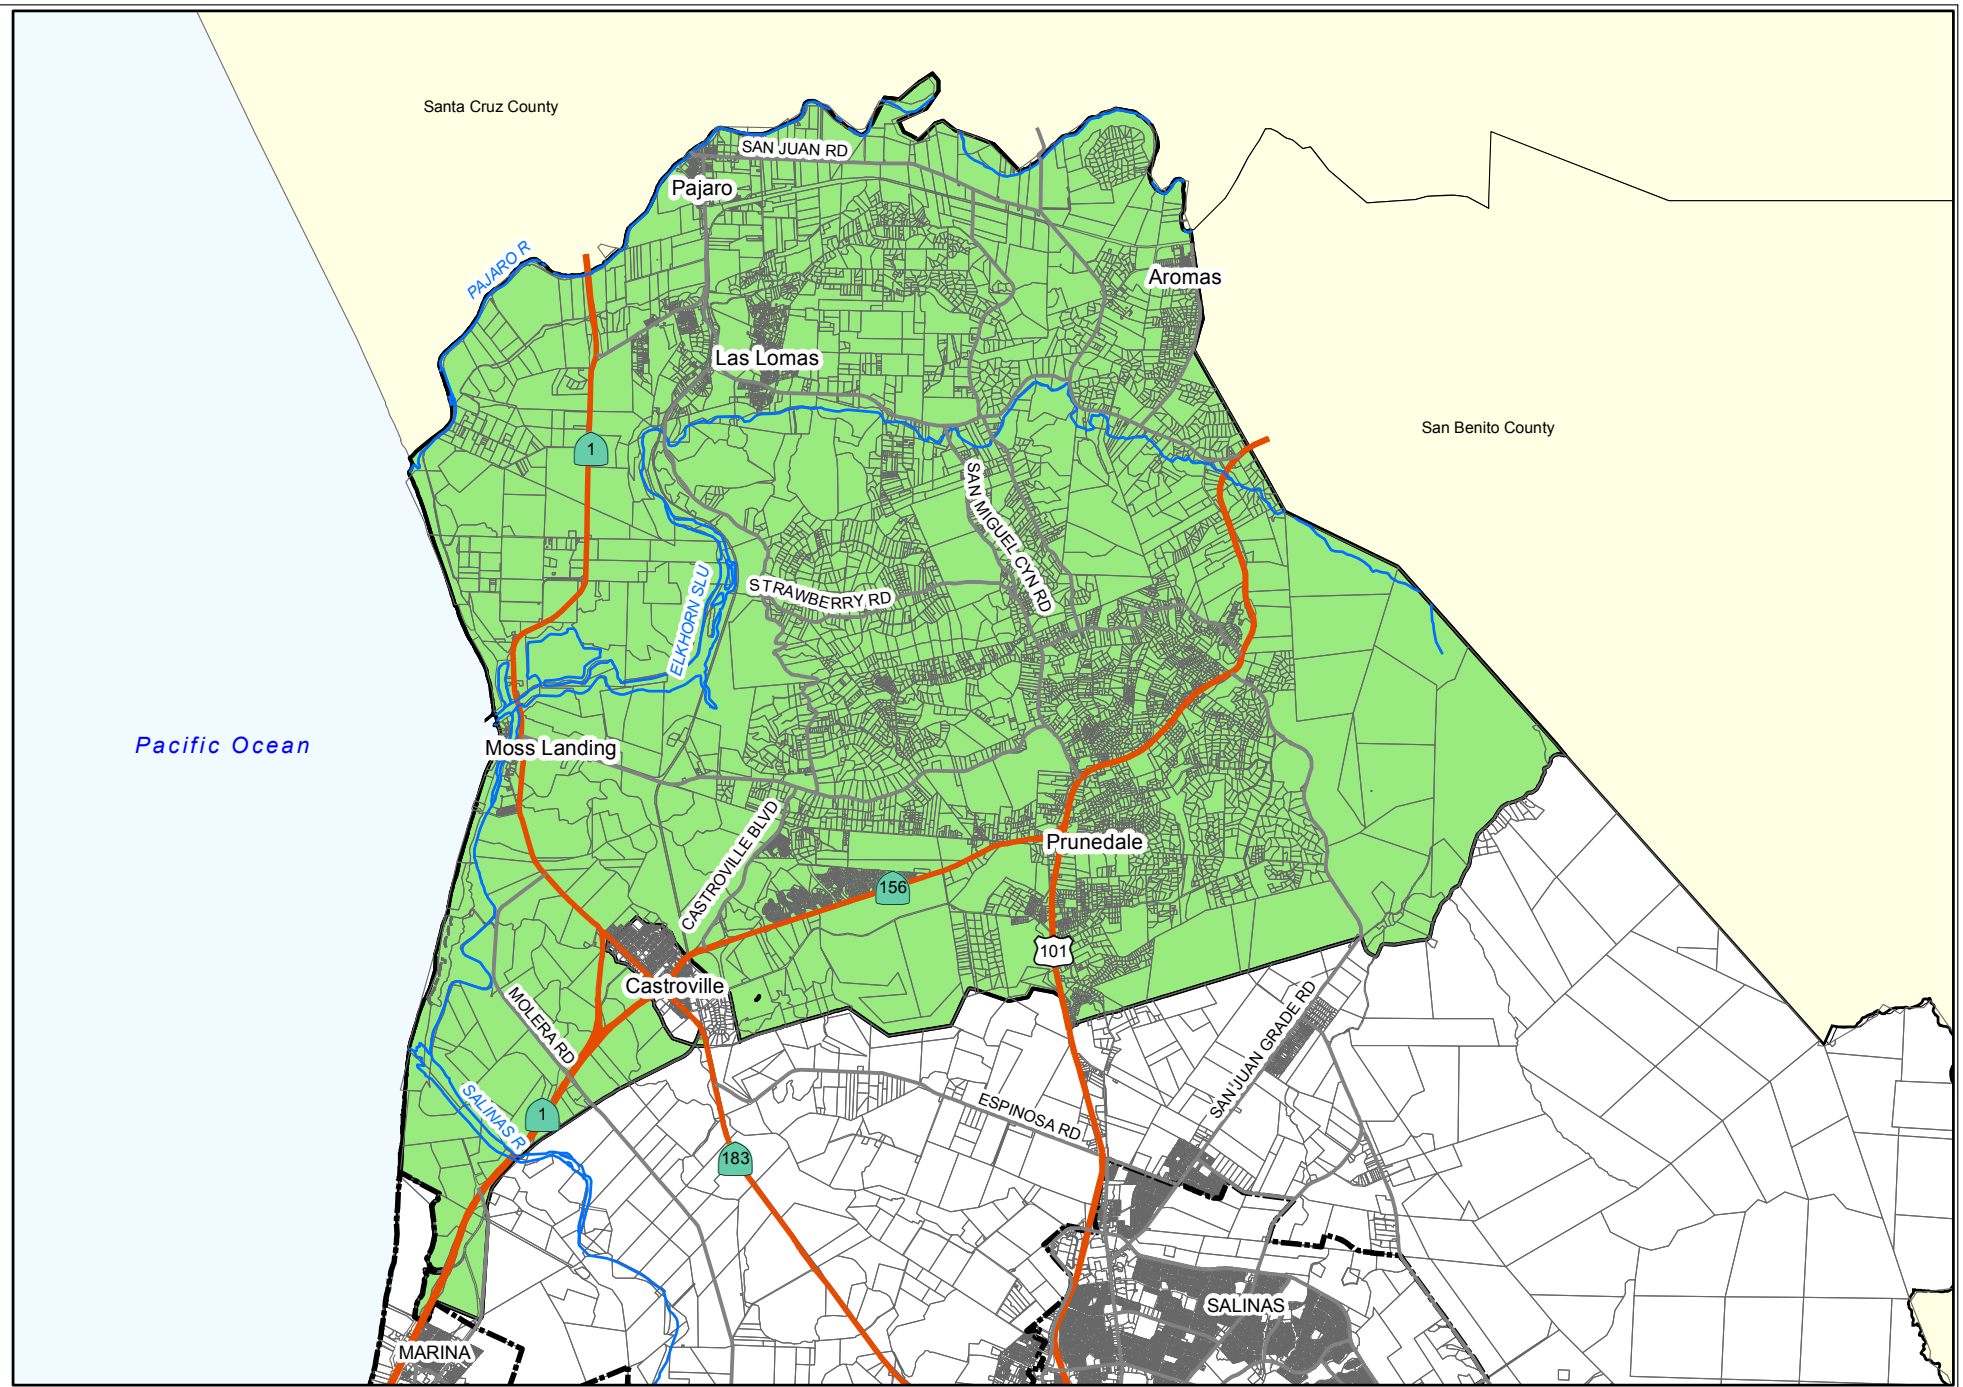 Santa Cruz County
SAN JUAN RD
Pajaro
PAJARO R
Aromas
Las Lomas
San Benito County
1
SAN MIGUEL CYN RD
STRAWBERRY RD
ELKHORN SLU
Pacific Ocean
Moss Landing
CASTROVILLE BLVD
Prunedale
156
101
Castroville
MOLERA RD
SAN JUAN GRADE RD
SALINAS R
1
ESPINOSA RD
183
SALINAS
MARINA